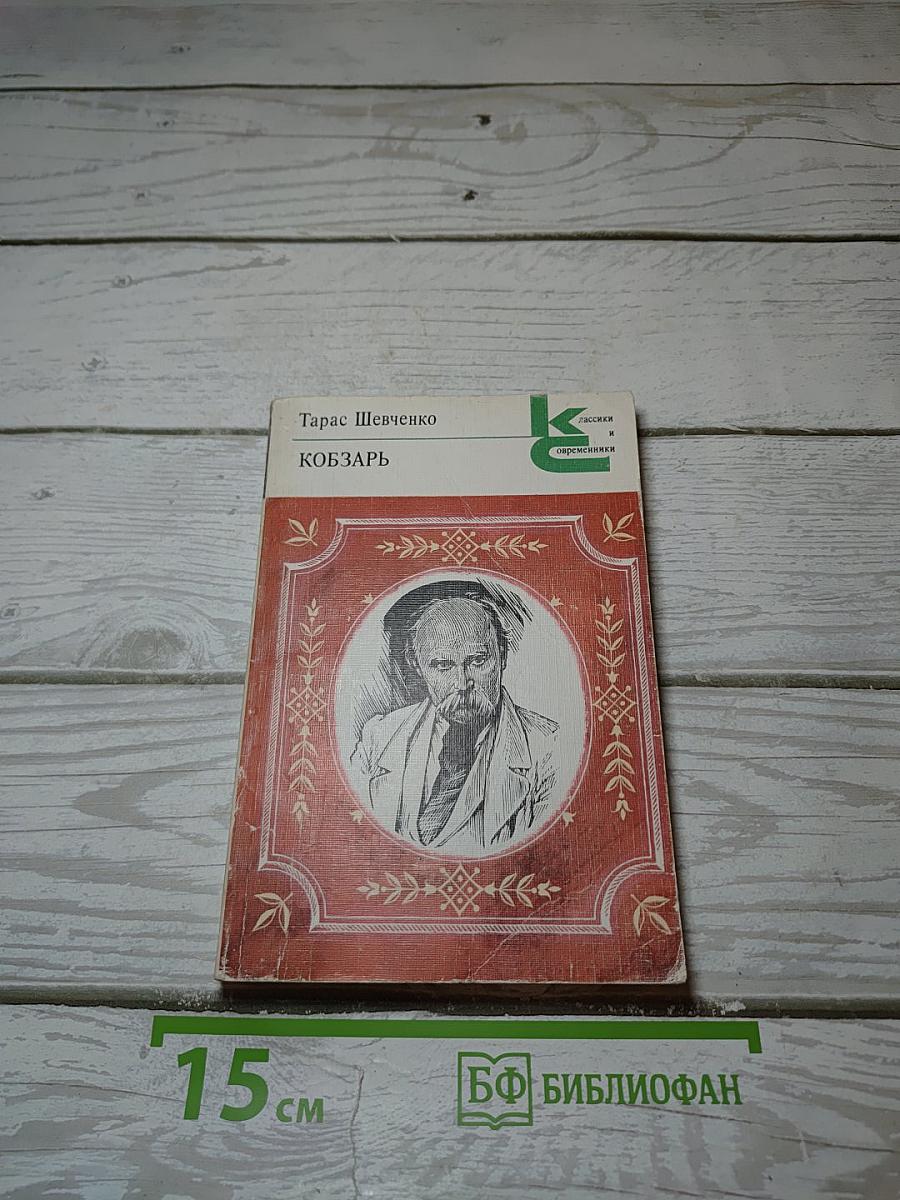 Тарас Шевченко
КОБЗАРЬ
Классики
и
Современники
15 см
БФ БИБЛИОФАН